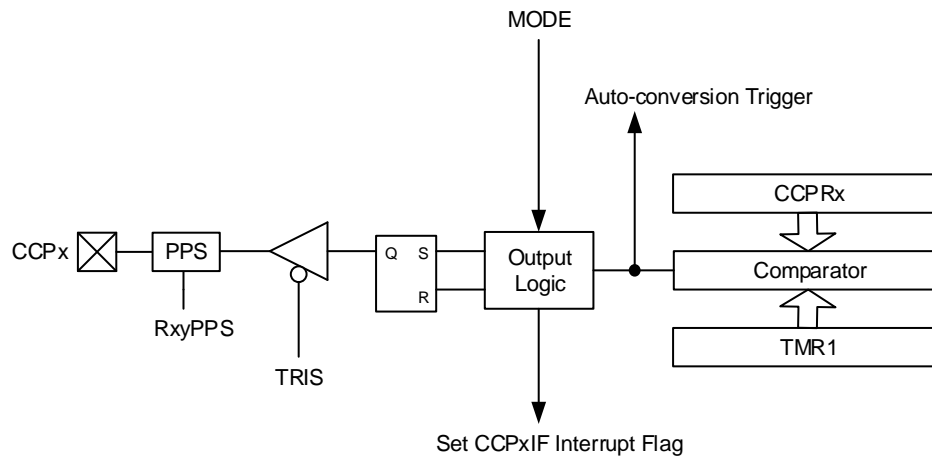 MODE
Auto-conversion Trigger
CCPRx
CCPx
PPS
Q
S
R
Output
Logic
Comparator
RxyPPS
TRIS
TMR1
Set CCPxIF Interrupt Flag